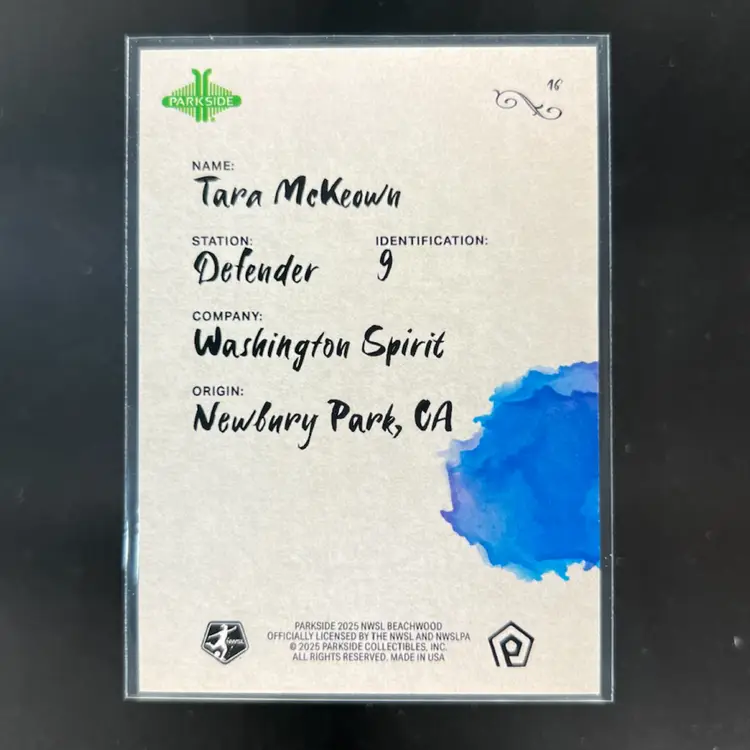 PARKSIDE
16
NAME:
Tara McKeown
STATION: IDENTIFICATION:
Defender 9
COMPANY:
Washington Spirit
ORIGIN:
Newbury Park, CA
PARKSIDE 2025 NWSL BEACHWOOD
OFFICIALLY LICENSED BY THE NWSL AND NWSLPA
© 2025 PARKSIDE COLLECTIBLES, INC.
ALL RIGHTS RESERVED. MADE IN USA
NWSL